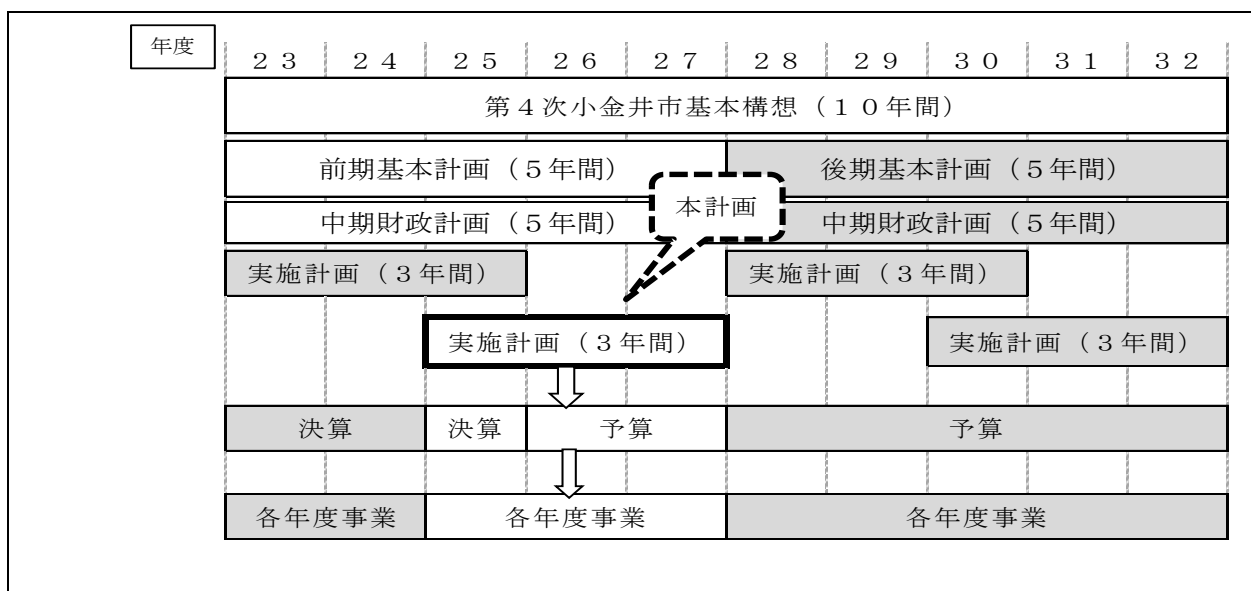 年度
２３ ２４ ２５ ２６ ２７ ２８ ２９ ３０ ３１ ３２
第４次小金井市基本構想（１０年間）
前期基本計画（５年間） 後期基本計画（５年間）
本計画
中期財政計画（５年間） 中期財政計画（５年間）
実施計画（３年間） 実施計画（３年間）
実施計画（３年間） 実施計画（３年間）
決算 決算 予算 予算
各年度事業 各年度事業 各年度事業